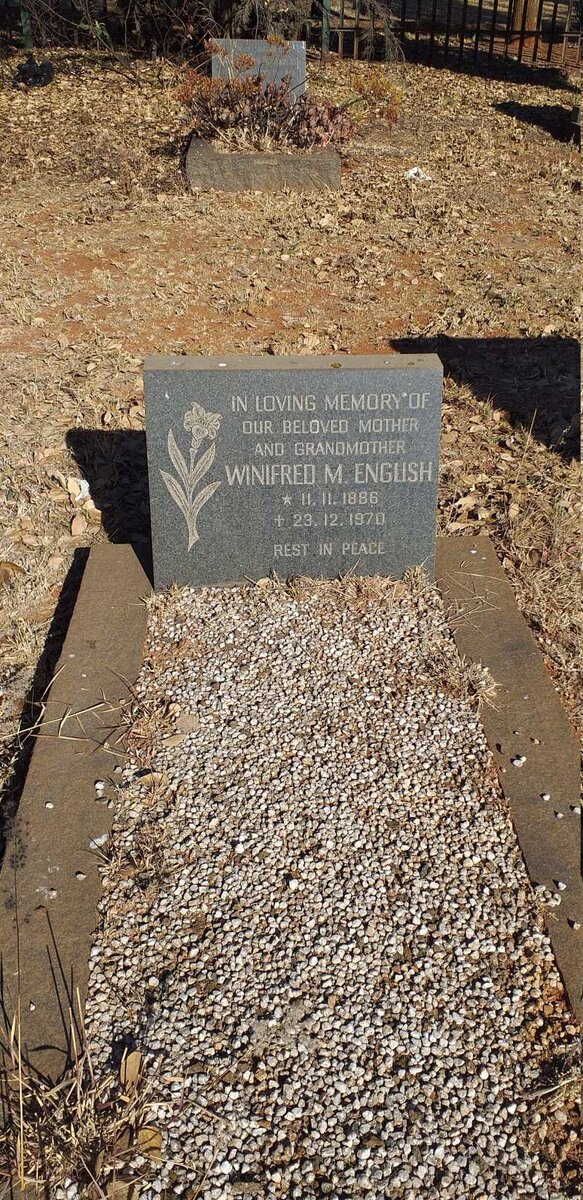 IN LOVING MEMORY OF
OUR BELOVED MOTHER
AND GRANDMOTHER
WINIFRED M. ENGLISH
★ 11. 11. 1886
✝ 23. 12. 1970
REST IN PEACE